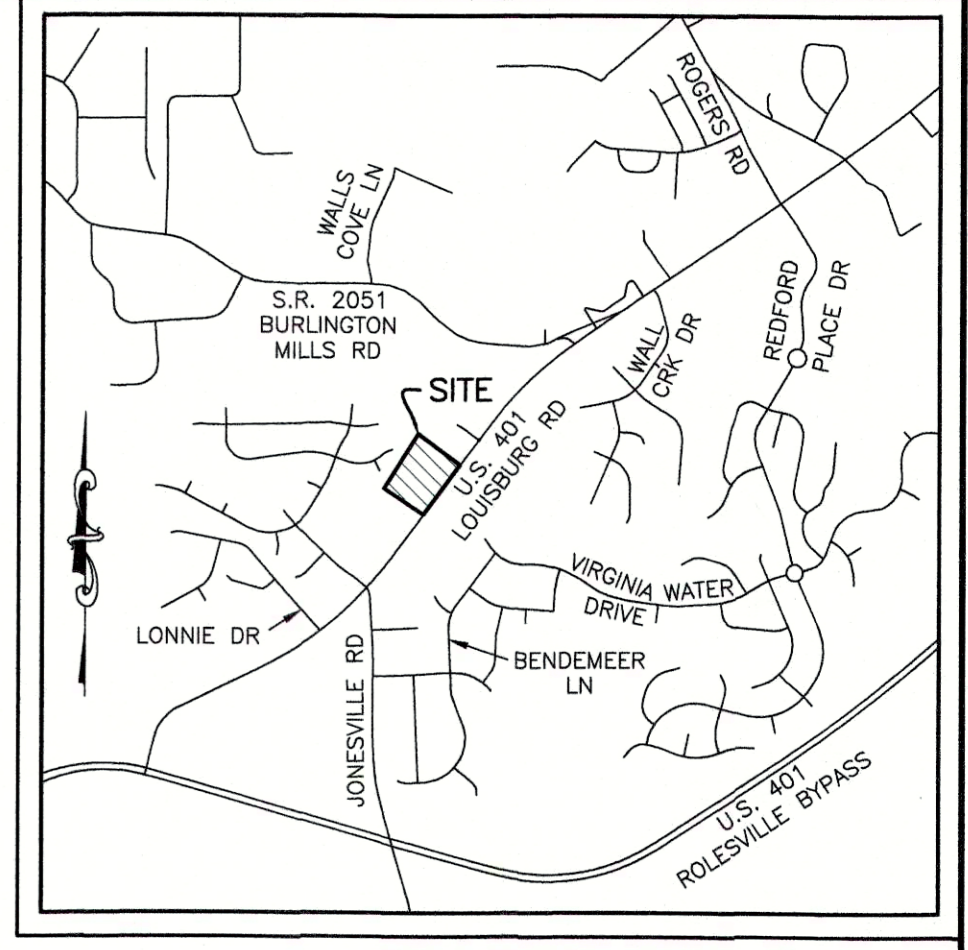 ROGERS RD
WALLS
COVE LN
S.R. 2051
BURLINGTON
MILLS RD
REDFORD
PLACE DR
WALL
CRK DR
SITE
U.S. 401
LOUISBURG RD
VIRGINIA WATER
DRIVE
LONNIE DR
BENDEMEER
LN
JONESVILLE RD
U.S. 401
ROLESVILLE BYPASS